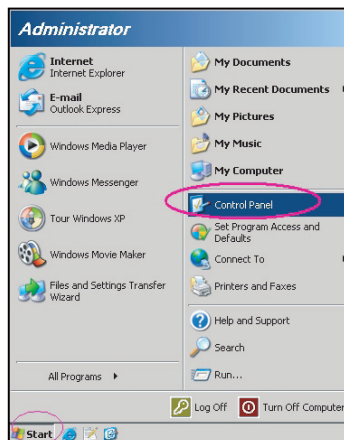 Administrator
Internet
Internet Explorer
E-mail
Outlook Express
Windows Media Player
Windows Messenger
Tour Windows XP
Windows Movie Maker
Files and Settings Transfer
Wizard
All Programs
My Documents
My Recent Documents
My Pictures
My Music
My Computer
Control Panel
Set Program Access and
Defaults
Connect To
Printers and Faxes
Help and Support
Search
Run...
Log Off
Turn Off Computer
Start